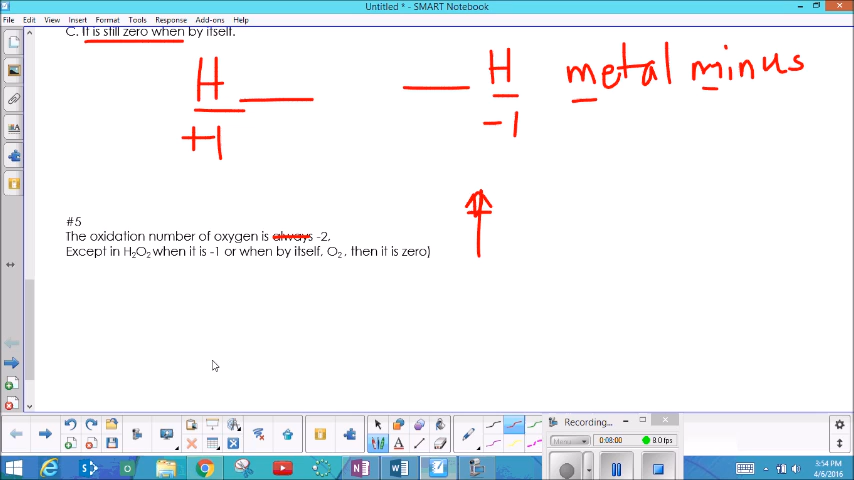 Untitled * - SMART Notebook
File Edit View Insert Format Tools Response Add-ons Help
C. It is still zero when by itself.
H H metal minus
+1 -1
#5
The oxidation number of oxygen is always -2,
Except in H₂O₂ when it is -1 or when by itself, O₂ , then it is zero)
Recording...
Menu 0:08:00 8.0 fps
3:54 PM
4/6/2016